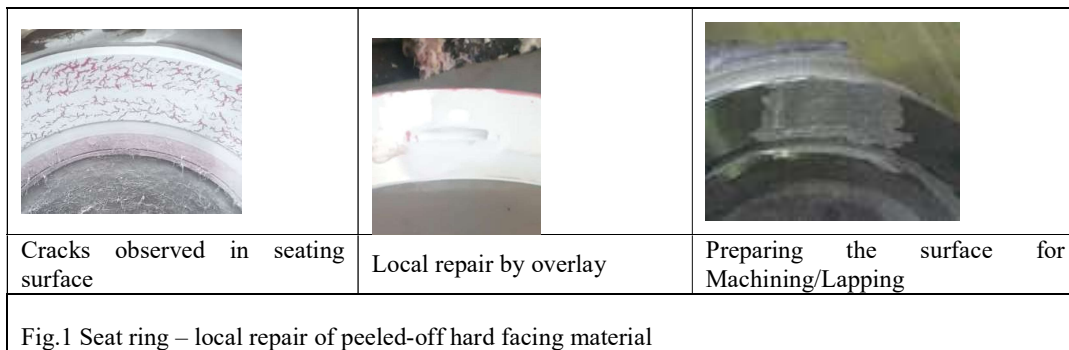 Cracks observed in seating
surface
Local repair by overlay
Preparing the surface for
Machining/Lapping
Fig.1 Seat ring – local repair of peeled-off hard facing material